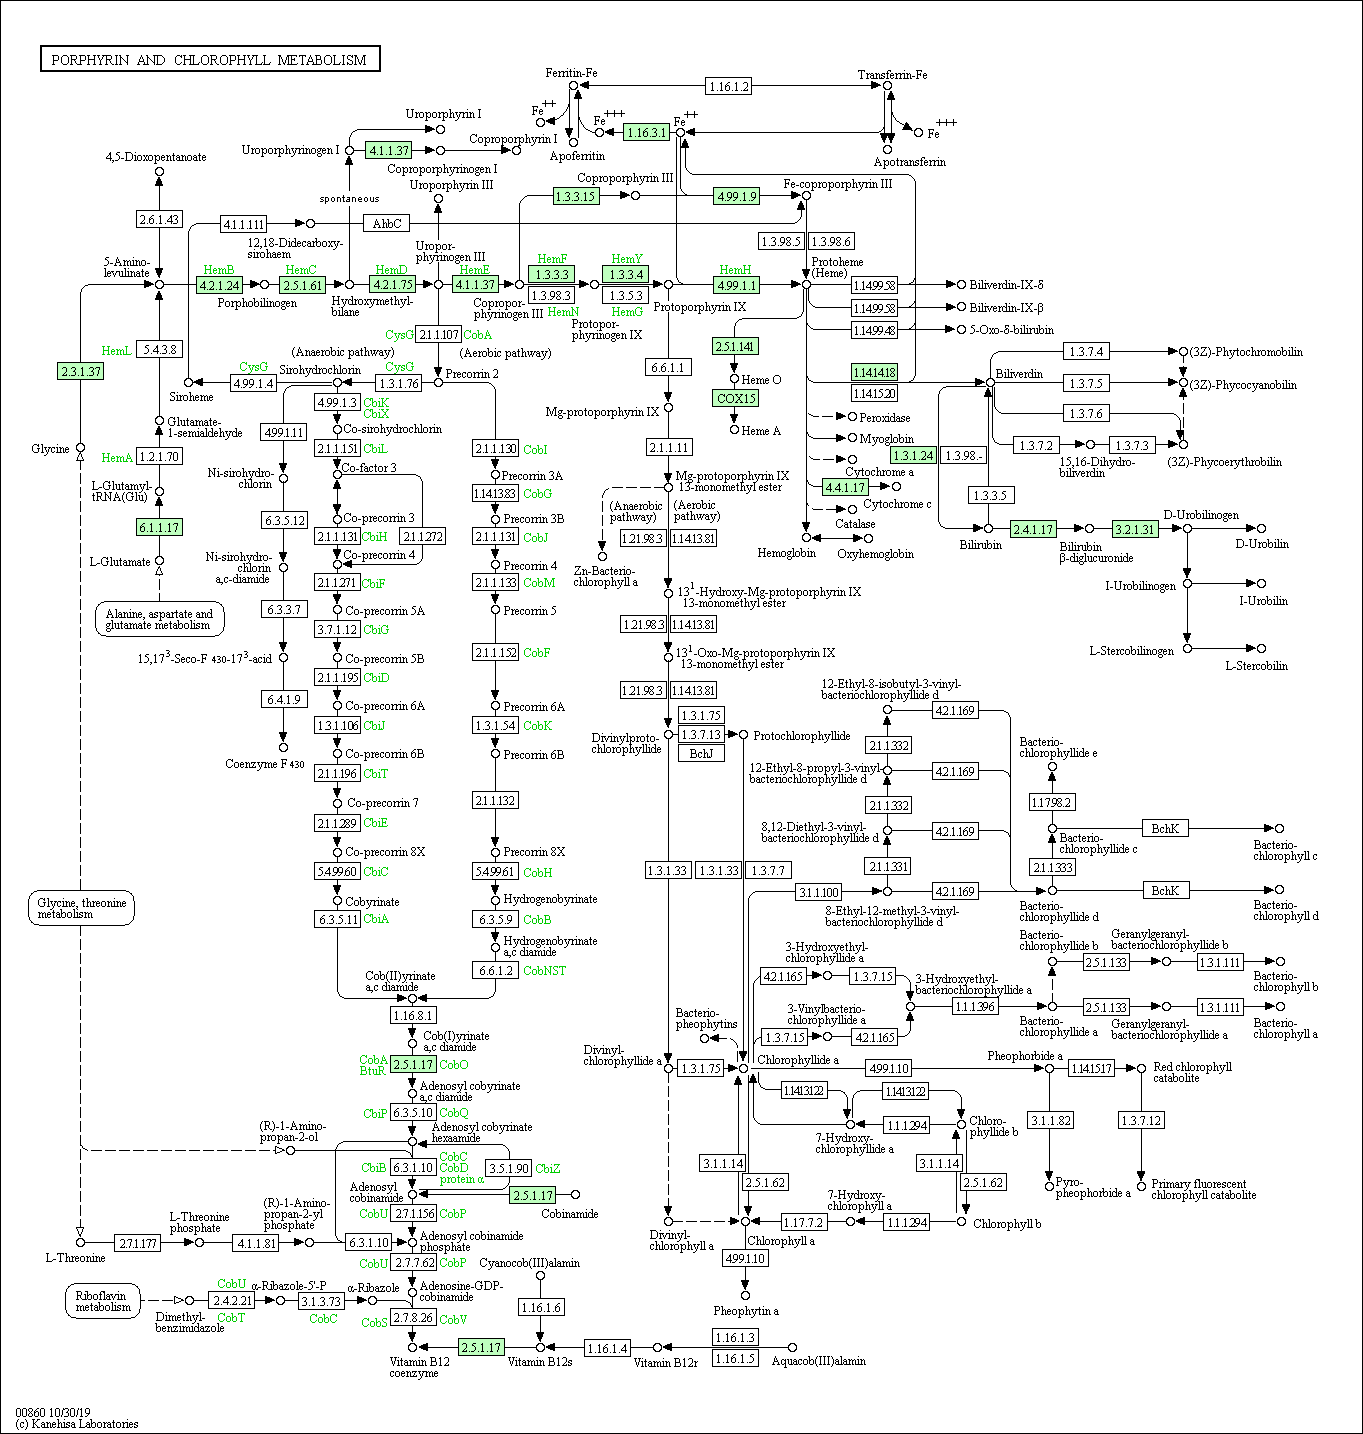 PORPHYRIN AND CHLOROPHYLL METABOLISM
Ferritin-Fe
1.16.1.2
Transferrin-Fe
Fe++
Fe+++
1.16.3.1
Fe++
Fe+++
Apoferritin
Apotransferrin
Uroporphyrin I
Coproporphyrin I
Uroporphyrinogen I
4.1.1.37
Coproporphyrinogen I
Uroporphyrin III
4,5-Dioxopentanoate
spontaneous
Coproporphyrin III
Fe-coproporphyrin III
1.3.3.15
4.99.1.9
2.6.1.43
4.1.1.111
AhbC
12,18-Didecarboxy-
sirohaem
Uropor-
phyrinogen III
1.3.98.5
1.3.98.6
5-Amino-
levulinate
HemB
HemC
HemD
HemE
HemF
HemY
HemH
Protoheme
(Heme)
4.2.1.24
2.5.1.61
4.2.1.75
4.1.1.37
1.3.3.3
1.3.3.4
4.99.1.1
1.14.99.58
Biliverdin-IX-δ
Porphobilinogen
Hydroxymethyl-
bilane
Copropor-
phyrinogen III
1.3.98.3
HemN
1.3.5.3
HemG
Protoporphyrin IX
1.14.99.58
Biliverdin-IX-β
Protopor-
phyrinogen IX
1.14.99.48
5-Oxo-δ-bilirubin
CysG
2.1.1.107
CobA
HemL
5.4.3.8
(Anaerobic pathway)
(Aerobic pathway)
2.5.1.141
1.3.7.4
(3Z)-Phytochromobilin
2.3.1.37
CysG
Sirohydrochlorin
CysG
Precorrin 2
6.6.1.1
Heme O
1.14.14.18
Biliverdin
4.99.1.4
1.3.1.76
1.3.7.5
(3Z)-Phycocyanobilin
Siroheme
COX15
1.14.15.20
4.99.1.3
CbiK
CbiX
Mg-protoporphyrin IX
Peroxidase
1.3.7.6
Glutamate-
1-semialdehyde
4.99.1.11
Co-sirohydrochlorin
Heme A
Myoglobin
Glycine
HemA
1.2.1.70
2.1.1.151
CbiL
2.1.1.130
CobI
2.1.1.11
1.3.1.24
1.3.98.-
1.3.7.2
1.3.7.3
15,16-Dihydro-
biliverdin
(3Z)-Phycoerythrobilin
Ni-sirohydro-
chlorin
Co-factor 3
Precorrin 3A
Mg-protoporphyrin IX
13-monomethyl ester
Cytochrome a
L-Glutamyl-
tRNA(Glu)
1.14.13.83
CobG
4.4.1.17
Cytochrome c
1.3.3.5
6.3.5.12
Co-precorrin 3
Precorrin 3B
(Anaerobic
pathway)
(Aerobic
pathway)
Catalase
6.1.1.17
2.1.1.131
CbiH
2.1.1.272
2.1.1.131
CobJ
1.21.98.3
1.14.13.81
Hemoglobin
Oxyhemoglobin
Bilirubin
2.4.1.17
Bilirubin
β-diglucuronide
3.2.1.31
D-Urobilinogen
D-Urobilin
L-Glutamate
Ni-sirohydro-
chlorin
a,c-diamide
Co-precorrin 4
Precorrin 4
Zn-Bacterio-
chlorophyll a
2.1.1.271
CbiF
2.1.1.133
CobM
I-Urobilinogen
I-Urobilin
Alanine, aspartate and
glutamate metabolism
6.3.3.7
Co-precorrin 5A
Precorrin 5
13¹-Hydroxy-Mg-protoporphyrin IX
13-monomethyl ester
3.7.1.12
CbiG
1.21.98.3
1.14.13.81
15,17³-Seco-F 430-17³-acid
Co-precorrin 5B
2.1.1.152
CobF
13¹-Oxo-Mg-protoporphyrin IX
13-monomethyl ester
L-Stercobilinogen
L-Stercobilin
2.1.1.195
CbiD
1.21.98.3
1.14.13.81
12-Ethyl-8-isobutyl-3-vinyl-
bacteriochlorophyllide d
6.4.1.9
Co-precorrin 6A
Precorrin 6A
1.3.1.75
4.2.1.169
1.3.1.106
CbiJ
1.3.1.54
CobK
1.3.7.13
Protochlorophyllide
Divinylproto-
chlorophyllide
BchJ
2.1.1.332
Bacterio-
chlorophyllide e
Coenzyme F 430
Co-precorrin 6B
Precorrin 6B
12-Ethyl-8-propyl-3-vinyl-
bacteriochlorophyllide d
4.2.1.169
2.1.1.196
CbiT
2.1.1.132
2.1.1.332
1.17.98.2
Co-precorrin 7
8,12-Diethyl-3-vinyl-
bacteriochlorophyllide d
4.2.1.169
BchK
2.1.1.289
CbiE
Bacterio-
chlorophyllide c
Bacterio-
chlorophyll c
Co-precorrin 8X
Precorrin 8X
1.3.1.33
1.3.1.33
1.3.7.7
2.1.1.331
2.1.1.333
5.4.99.60
CbiC
5.4.99.61
CobH
3.1.1.100
4.2.1.169
BchK
Glycine, threonine
metabolism
Cobyrinate
Hydrogenobyrinate
8-Ethyl-12-methyl-3-vinyl-
bacteriochlorophyllide d
Bacterio-
chlorophyllide d
Bacterio-
chlorophyll d
6.3.5.11
CbiA
6.3.5.9
CobB
Hydrogenobyrinate
a,c diamide
3-Hydroxyethyl-
chlorophyllide a
Bacterio-
chlorophyllide b
Geranylgeranyl-
bacteriochlorophyllide b
2.5.1.133
1.3.1.111
6.6.1.2
CobNST
4.2.1.165
1.3.7.15
3-Hydroxyethyl-
bacteriochlorophyllide a
Bacterio-
chlorophyll b
Cob(II)yrinate
a,c diamide
1.16.8.1
3-Vinylbacterio-
chlorophyllide a
1.1.1.396
2.5.1.133
1.3.1.111
Bacterio-
pheophytins
1.3.7.15
4.2.1.165
Bacterio-
chlorophyllide a
Geranylgeranyl-
bacteriochlorophyllide a
Bacterio-
chlorophyll a
Cob(I)yrinate
a,c diamide
Divinyl-
chlorophyllide a
Chlorophyllide a
Pheophorbide a
CobA
BtuR
2.5.1.17
CobO
1.3.1.75
4.99.1.10
1.14.15.17
Red chlorophyll
catabolite
Adenosyl cobyrinate
a,c diamide
1.14.13.122
1.14.13.122
CbiP
6.3.5.10
CobQ
1.1.1.294
Chloro-
phyllide b
3.1.1.82
1.3.7.12
(R)-1-Amino-
propan-2-ol
Adenosyl cobyrinate
hexaamide
7-Hydroxy-
chlorophyllide
CbiB
6.3.1.10
CobC
CobD
protein α
3.5.1.90
CbiZ
3.1.1.14
3.1.1.14
2.5.1.62
2.5.1.62
Adenosyl
cobinamide
2.5.1.17
Cobinamide
Pyro-
pheophorbide a
Primary fluorescent
chlorophyll catabolite
(R)-1-Amino-
propan-2-yl
phosphate
7-Hydroxy-
chlorophyll a
CobU
2.7.1.156
CobP
L-Threonine
phosphate
1.17.7.2
1.1.1.294
Chlorophyll b
L-Threonine
2.7.1.177
4.1.1.81
6.3.1.10
Adenosyl cobinamide
phosphate
Divinyl-
chlorophyll a
Chlorophyll a
CobU
2.7.7.62
CobP
Cyanocob(III)alamin
4.99.1.10
Riboflavin
metabolism
CobU
α-Ribazole-5'-P
α-Ribazole
Adenosine-GDP-
cobinamide
2.4.2.21
3.1.3.73
1.16.1.6
Pheophytin a
Dimethyl-
benzimidazole
CobT
CobC
CobS
2.7.8.26
CobV
2.5.1.17
1.16.1.4
1.16.1.3
1.16.1.5
Vitamin B12
coenzyme
Vitamin B12s
Vitamin B12r
Aquacob(III)alamin
00860 10/30/19
(c) Kanehisa Laboratories